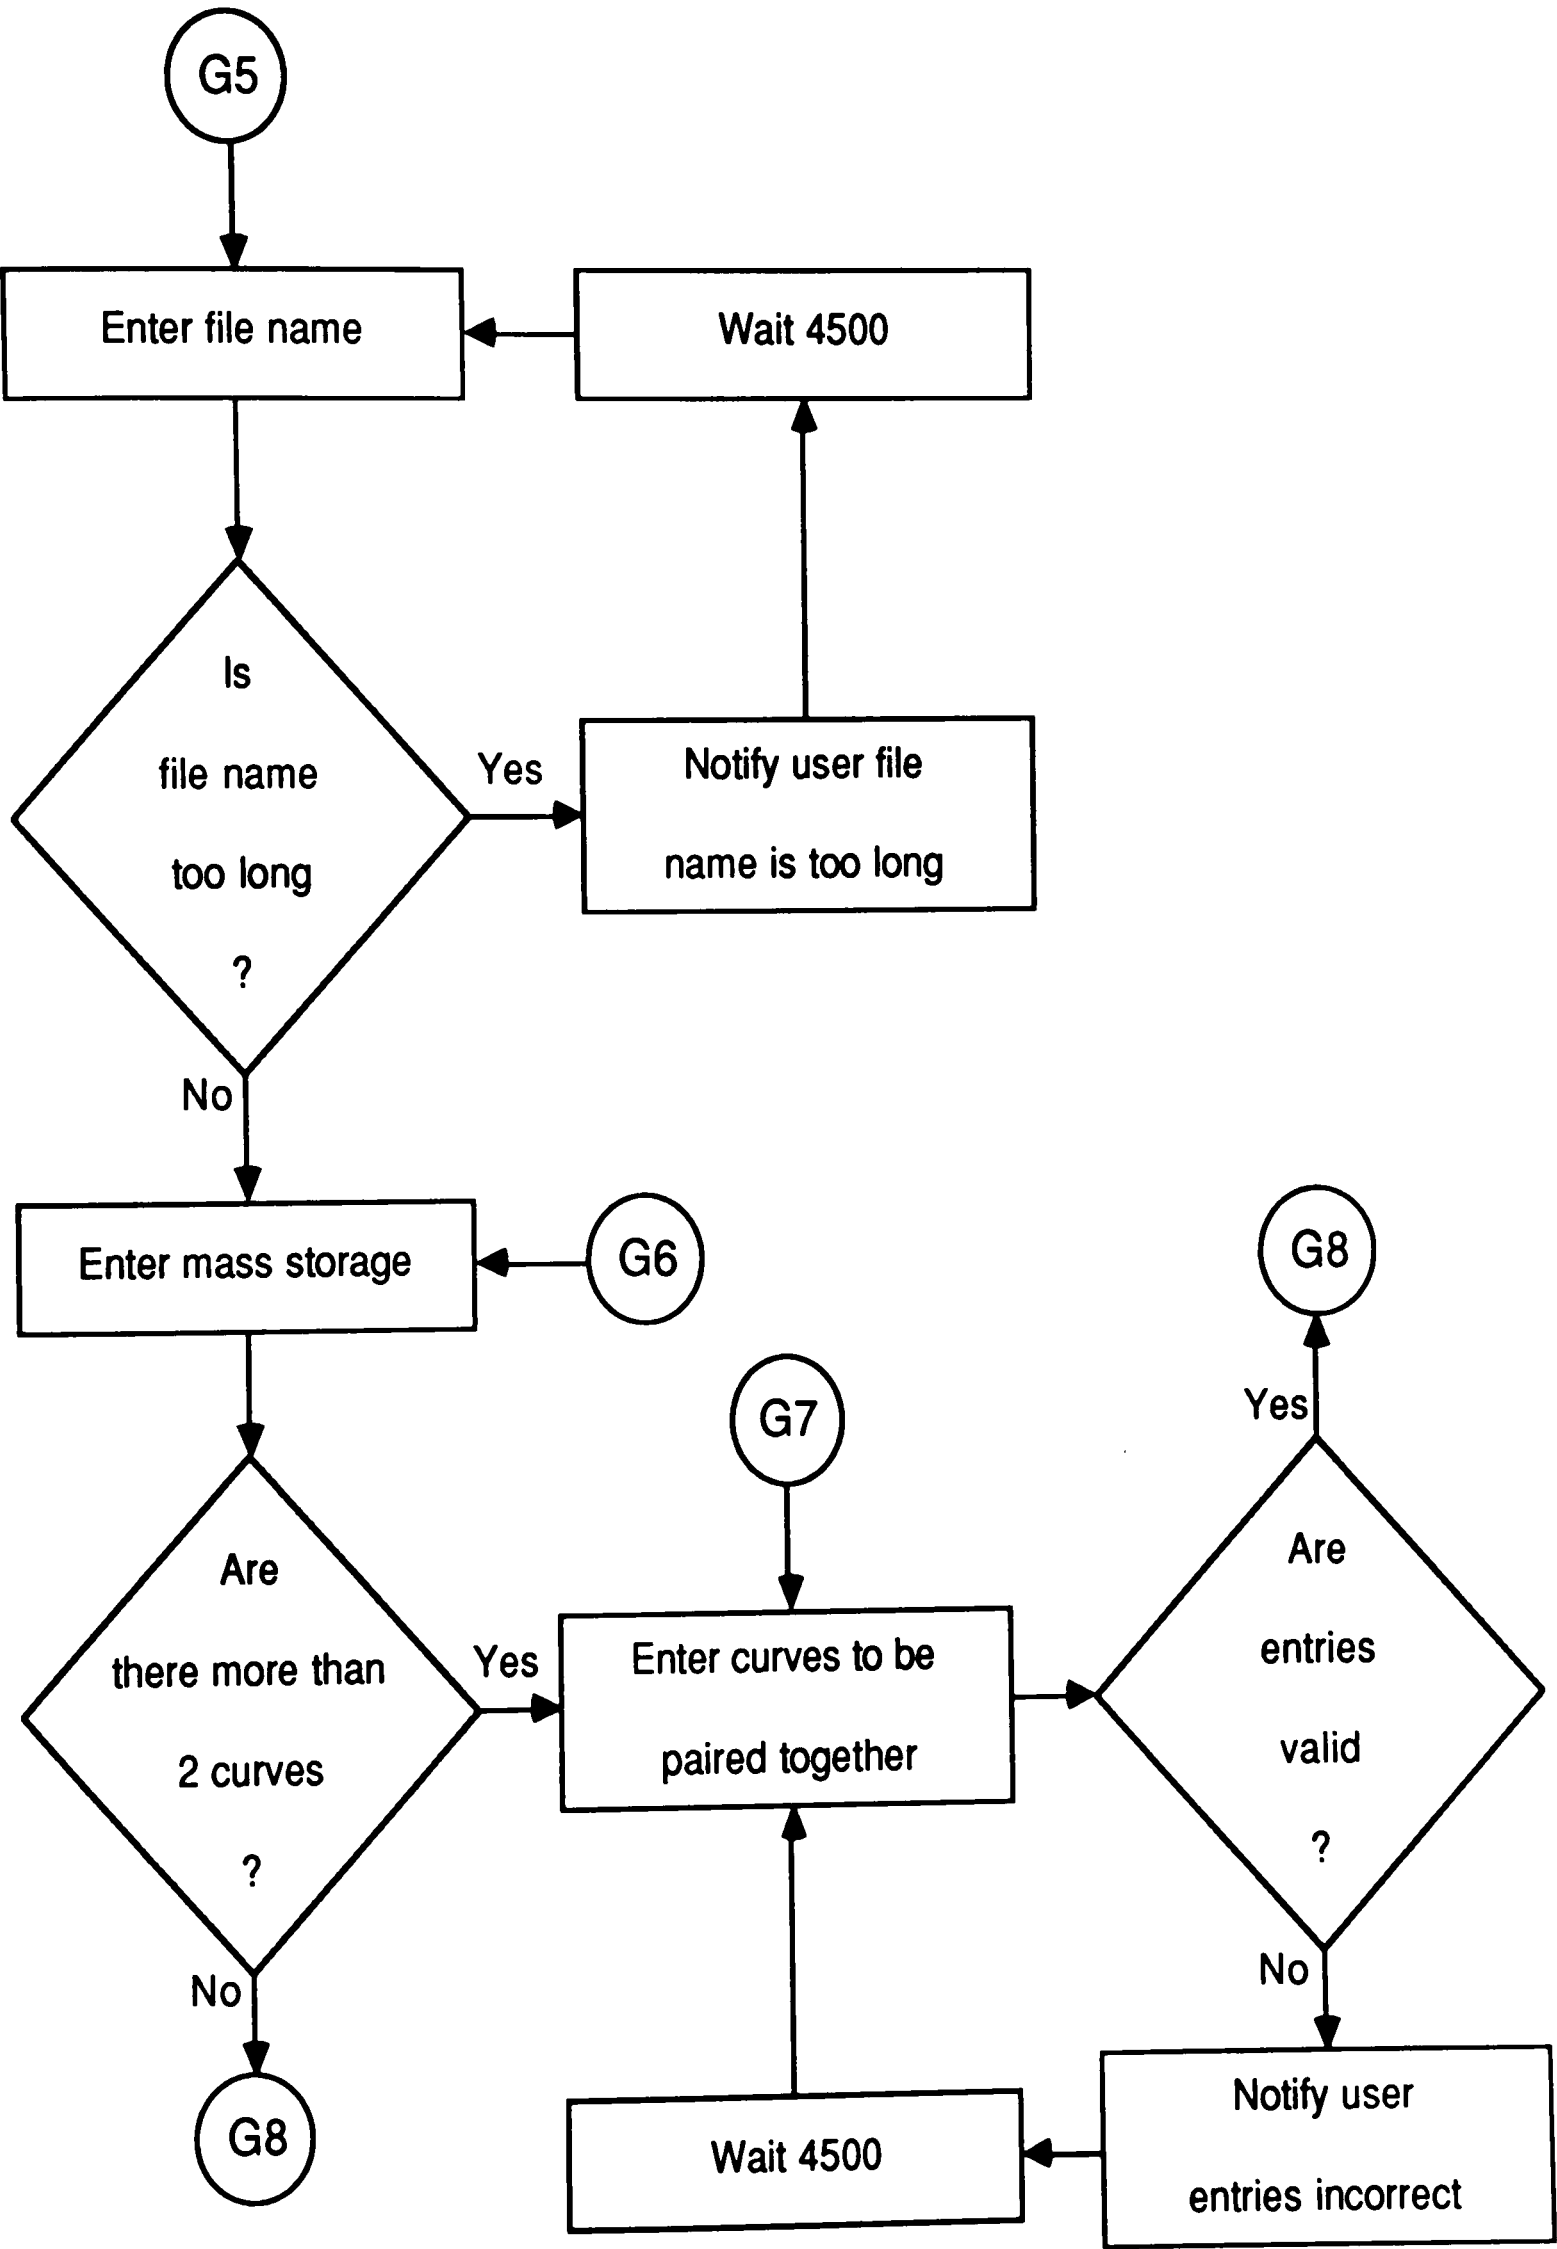 G5
Enter file name
Wait 4500
Is
file name
too long
?
Yes
Notify user file
name is too long
No
Enter mass storage
G6
G8
G7
Yes
Are
there more than
2 curves
?
Yes
Enter curves to be
paired together
Are
entries
valid
?
No
G8
No
Wait 4500
Notify user
entries incorrect